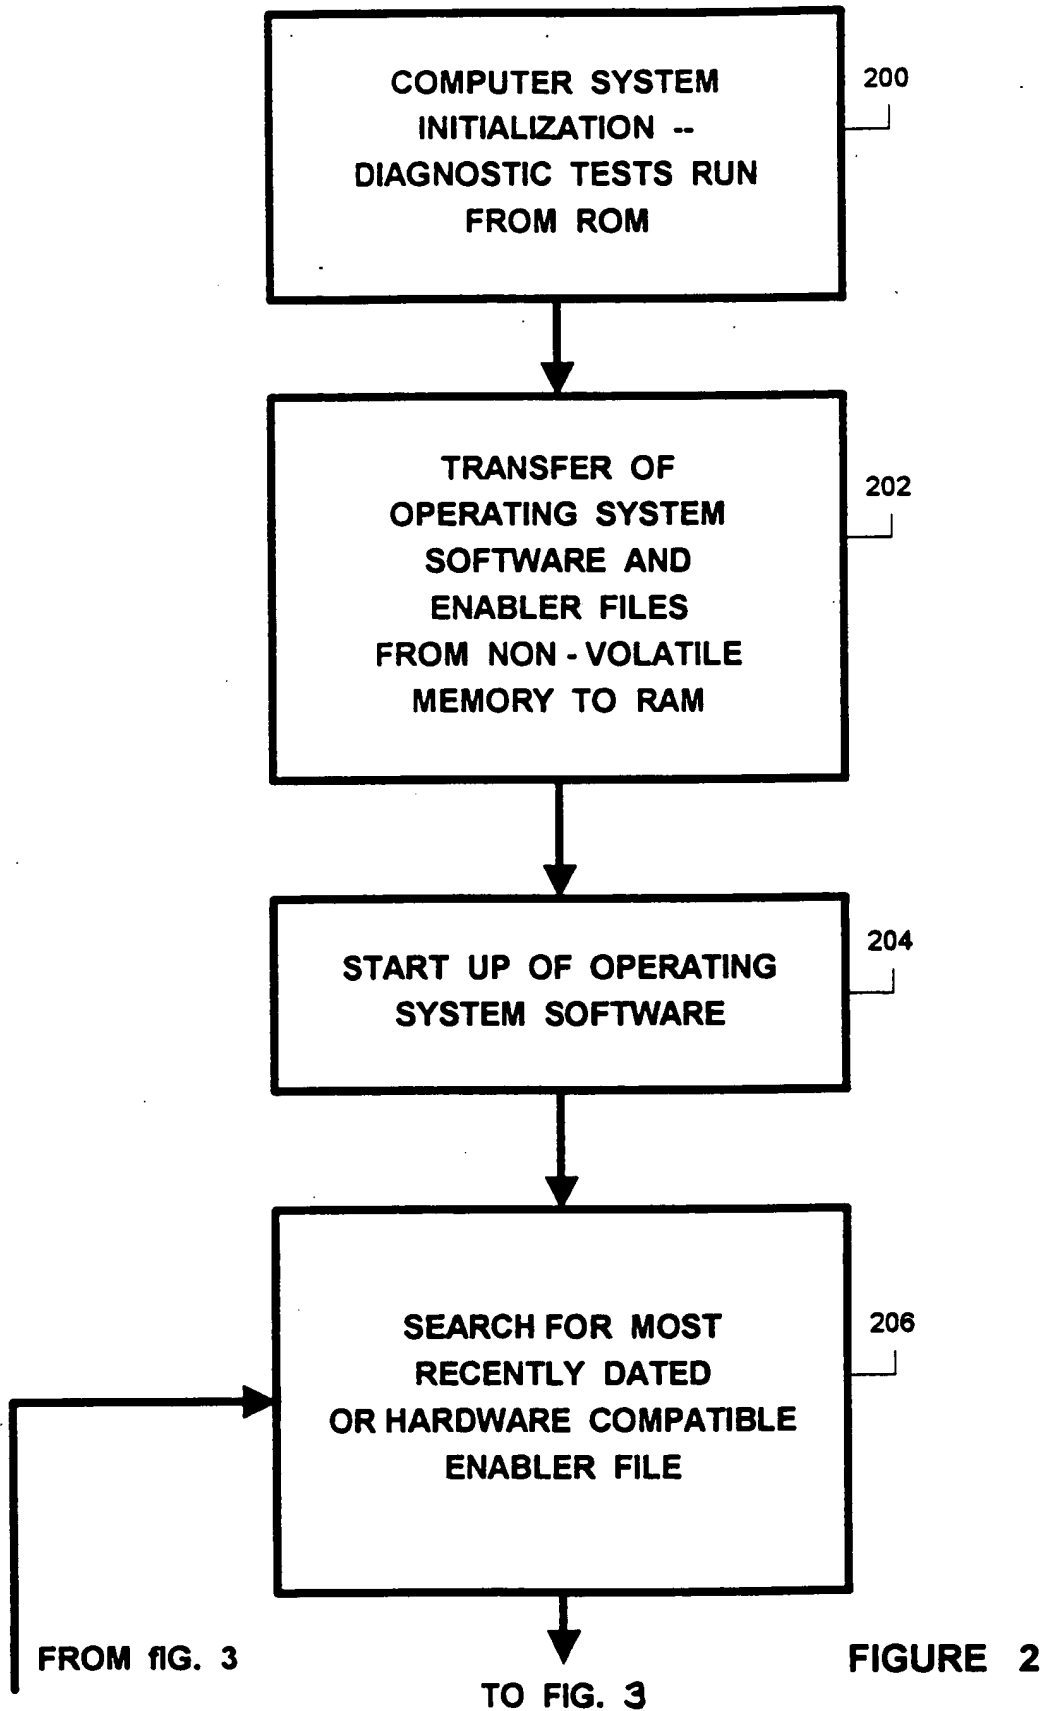 COMPUTER SYSTEM
INITIALIZATION --
DIAGNOSTIC TESTS RUN
FROM ROM
200
TRANSFER OF
OPERATING SYSTEM
SOFTWARE AND
ENABLER FILES
FROM NON - VOLATILE
MEMORY TO RAM
202
START UP OF OPERATING
SYSTEM SOFTWARE
204
SEARCH FOR MOST
RECENTLY DATED
OR HARDWARE COMPATIBLE
ENABLER FILE
206
FROM fIG. 3
TO FIG. 3
FIGURE 2